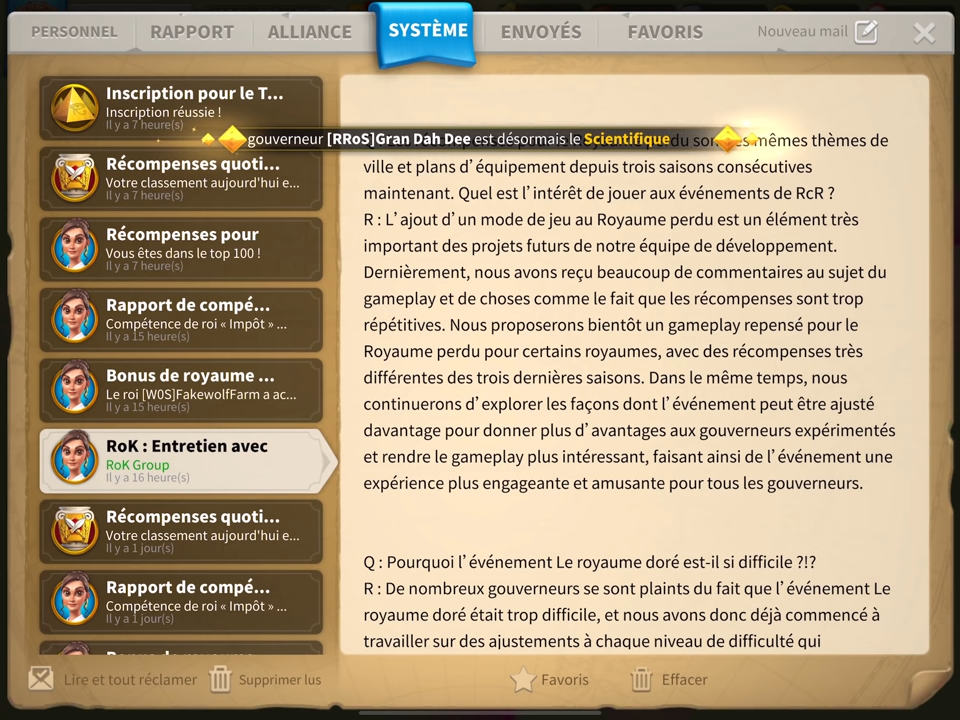 PERSONNEL
RAPPORT
ALLIANCE
SYSTÈME
ENVOYÉS
FAVORIS
Nouveau mail
Inscription pour le T...
Inscription réussie !
Il y a 7 heure(s)
Récompenses quoti...
Votre classement aujourd'hui e...
Il y a 7 heure(s)
Récompenses pour
Vous êtes dans le top 100 !
Il y a 7 heure(s)
Rapport de compé...
Compétence de roi « Impôt » ...
Il y a 15 heure(s)
Bonus de royaume ...
Le roi [W0S]FakewolfFarm a ac...
Il y a 15 heure(s)
RoK : Entretien avec
RoK Group
Il y a 16 heure(s)
Récompenses quoti...
Votre classement aujourd'hui e...
Il y a 1 jour(s)
Rapport de compé...
Compétence de roi « Impôt » ...
Il y a 1 jour(s)
gouverneur [RRoS]Gran Dah Dee est désormais le Scientifique
mêmes thèmes de
ville et plans d'équipement depuis trois saisons consécutives
maintenant. Quel est l'intérêt de jouer aux événements de RcR ?
R : L'ajout d'un mode de jeu au Royaume perdu est un élément très
important des projets futurs de notre équipe de développement.
Dernièrement, nous avons reçu beaucoup de commentaires au sujet du
gameplay et de choses comme le fait que les récompenses sont trop
répétitives. Nous proposerons bientôt un gameplay repensé pour le
Royaume perdu pour certains royaumes, avec des récompenses très
différentes des trois dernières saisons. Dans le même temps, nous
continuerons d'explorer les façons dont l'événement peut être ajusté
davantage pour donner plus d'avantages aux gouverneurs expérimentés
et rendre le gameplay plus intéressant, faisant ainsi de l'événement une
expérience plus engageante et amusante pour tous les gouverneurs.
Q : Pourquoi l'événement Le royaume doré est-il si difficile ?!?
R : De nombreux gouverneurs se sont plaints du fait que l'événement Le
royaume doré était trop difficile, et nous avons donc déjà commencé à
travailler sur des ajustements à chaque niveau de difficulté qui
Lire et tout réclamer
Supprimer lus
Favoris
Effacer